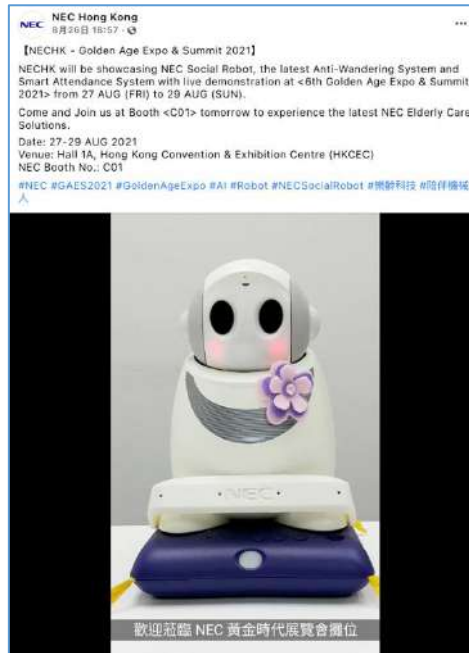 NEC
NEC Hong Kong
8月26日 18:57 ·
【NECHK - Golden Age Expo & Summit 2021】
NECHK will be showcasing NEC Social Robot, the latest Anti-Wandering System and
Smart Attendance System with live demonstration at <6th Golden Age Expo & Summit
2021> from 27 AUG (FRI) to 29 AUG (SUN).
Come and Join us at Booth <C01> tomorrow to experience the latest NEC Elderly Care
Solutions.
Date: 27-29 AUG 2021
Venue: Hall 1A, Hong Kong Convention & Exhibition Centre (HKCEC)
NEC Booth No.: C01
#NEC #GAES2021 #GoldenAgeExpo #AI #Robot #NECSocialRobot #樂齡科技 #陪伴機械
人
NEC
歡迎蒞臨 NEC 黃金時代展覽會攤位